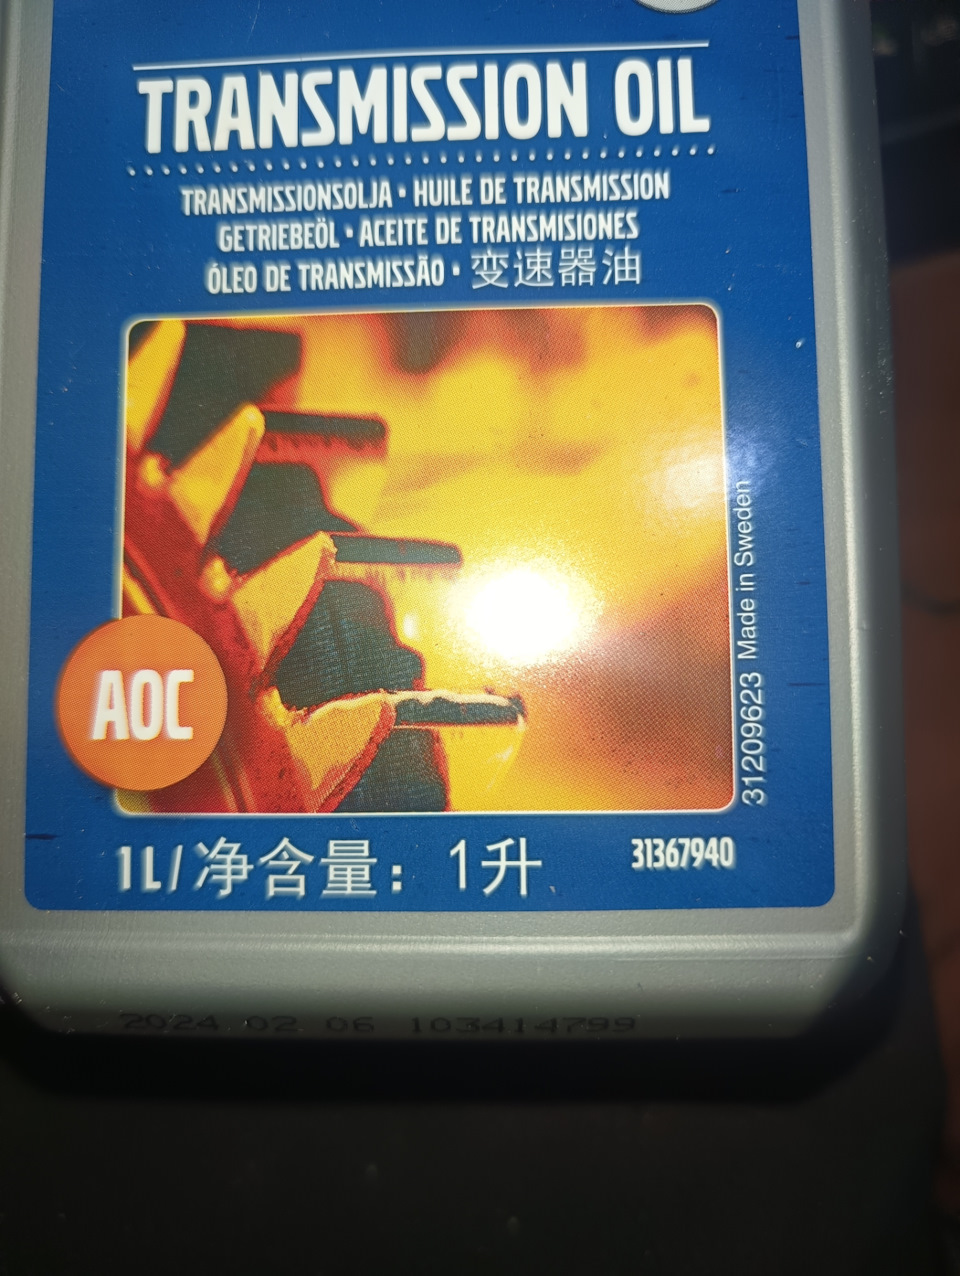 TRANSMISSION OIL
TRANSMISSIONSOLJA · HUILE DE TRANSMISSION
GETRIEBEÖL · ACEITE DE TRANSMISIONES
ÓLEO DE TRANSMISSÃO · 变速器油
31209623 Made in Sweden
AOC
1L/净含量：1升
31367940
2024 02 06 103414799